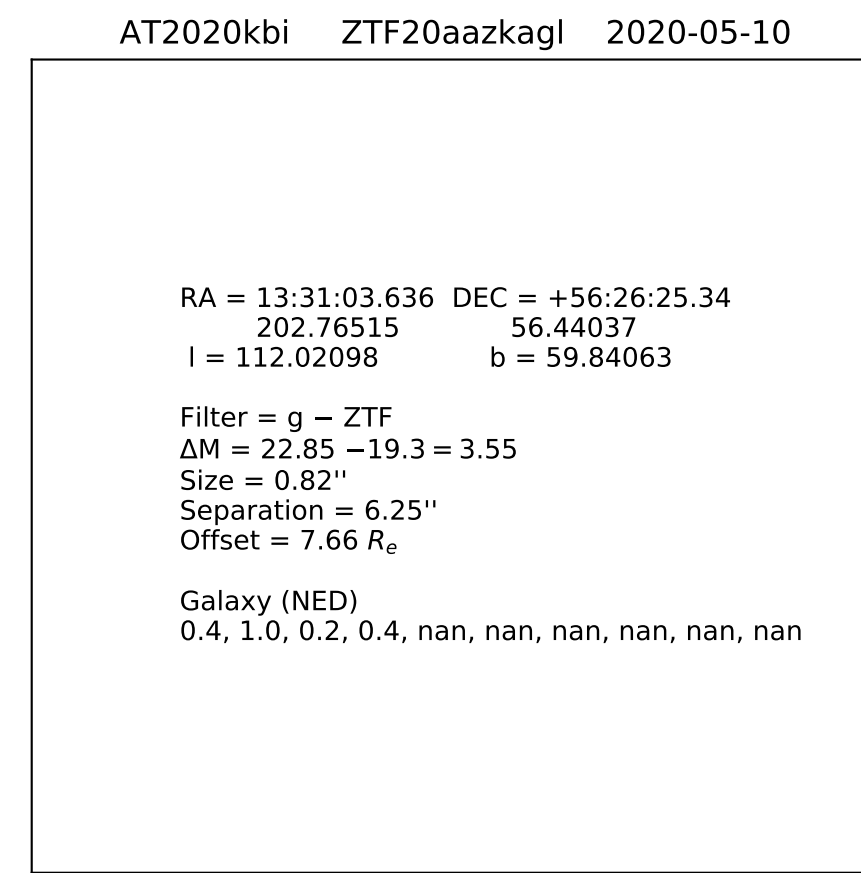 AT2020kbi ZTF20aazkagl 2020-05-10
RA = 13:31:03.636 DEC = +56:26:25.34
202.76515 56.44037
l = 112.02098 b = 59.84063
Filter = g − ZTF
ΔM = 22.85 −19.3 = 3.55
Size = 0.82''
Separation = 6.25''
Offset = 7.66 Rₑ
Galaxy (NED)
0.4, 1.0, 0.2, 0.4, nan, nan, nan, nan, nan, nan